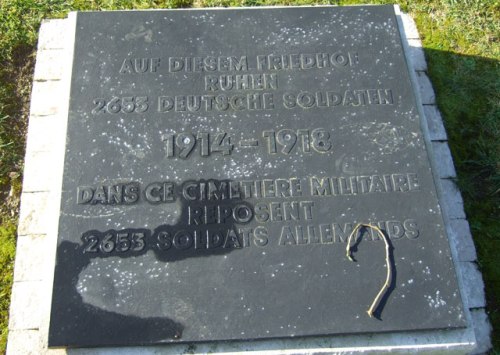 AUF DIESEM FRIEDHOF
RUHEN
2653 DEUTSCHE SOLDATEN
1914-1918
DANS CE CIMETIERE MILITAIRE
REPOSENT
2653 SOLDATS ALLEMANDS